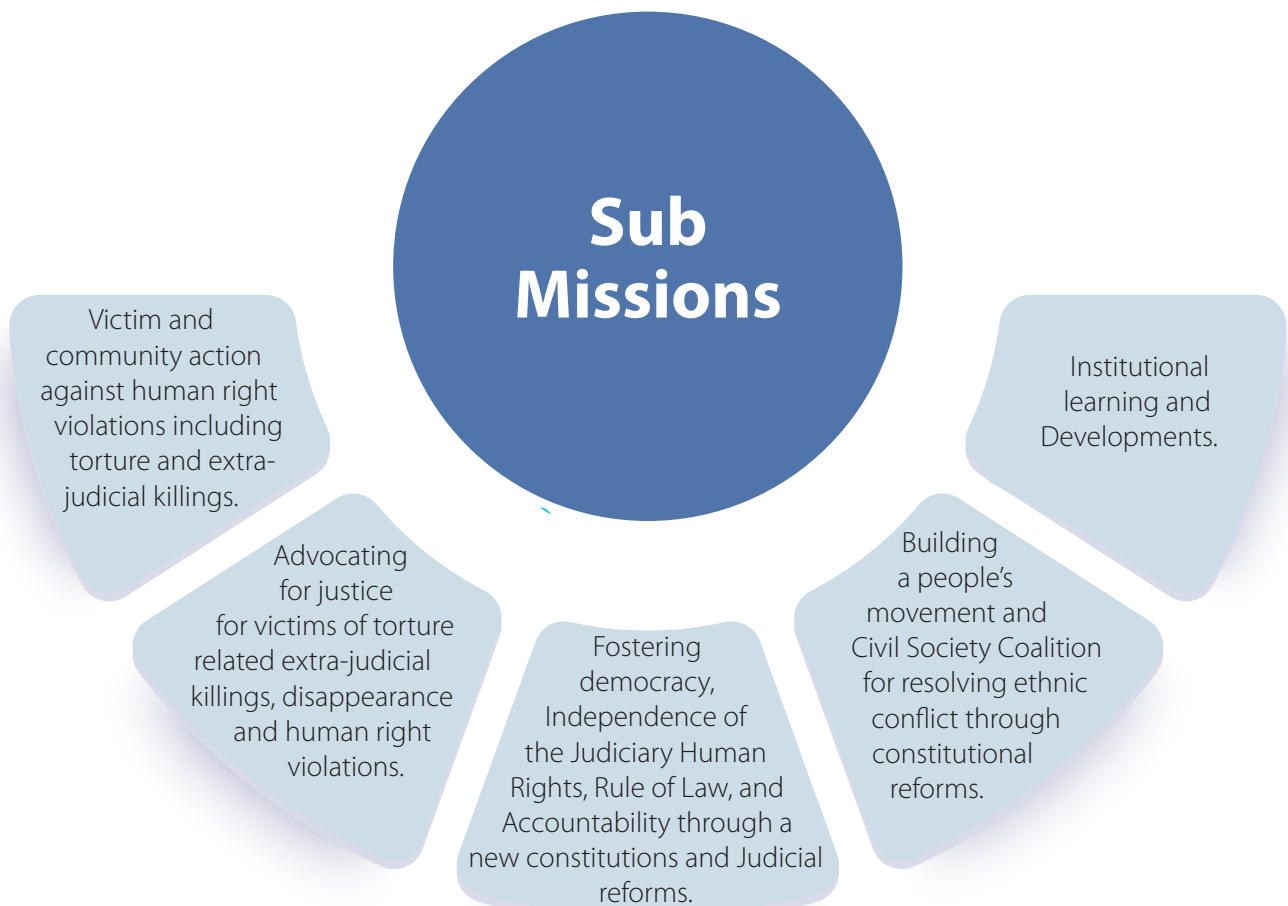 Sub
Missions
Victim and
community action
against human right
violations including
torture and extra-
judicial killings.
Advocating
for justice
for victims of torture
related extra-judicial
killings, disappearance
and human right
violations.
Fostering
democracy,
Independence of
the Judiciary Human
Rights, Rule of Law, and
Accountability through a
new constitutions and Judicial
reforms.
Building
a people’s
movement and
Civil Society Coalition
for resolving ethnic
conflict through
constitutional
reforms.
Institutional
learning and
Developments.